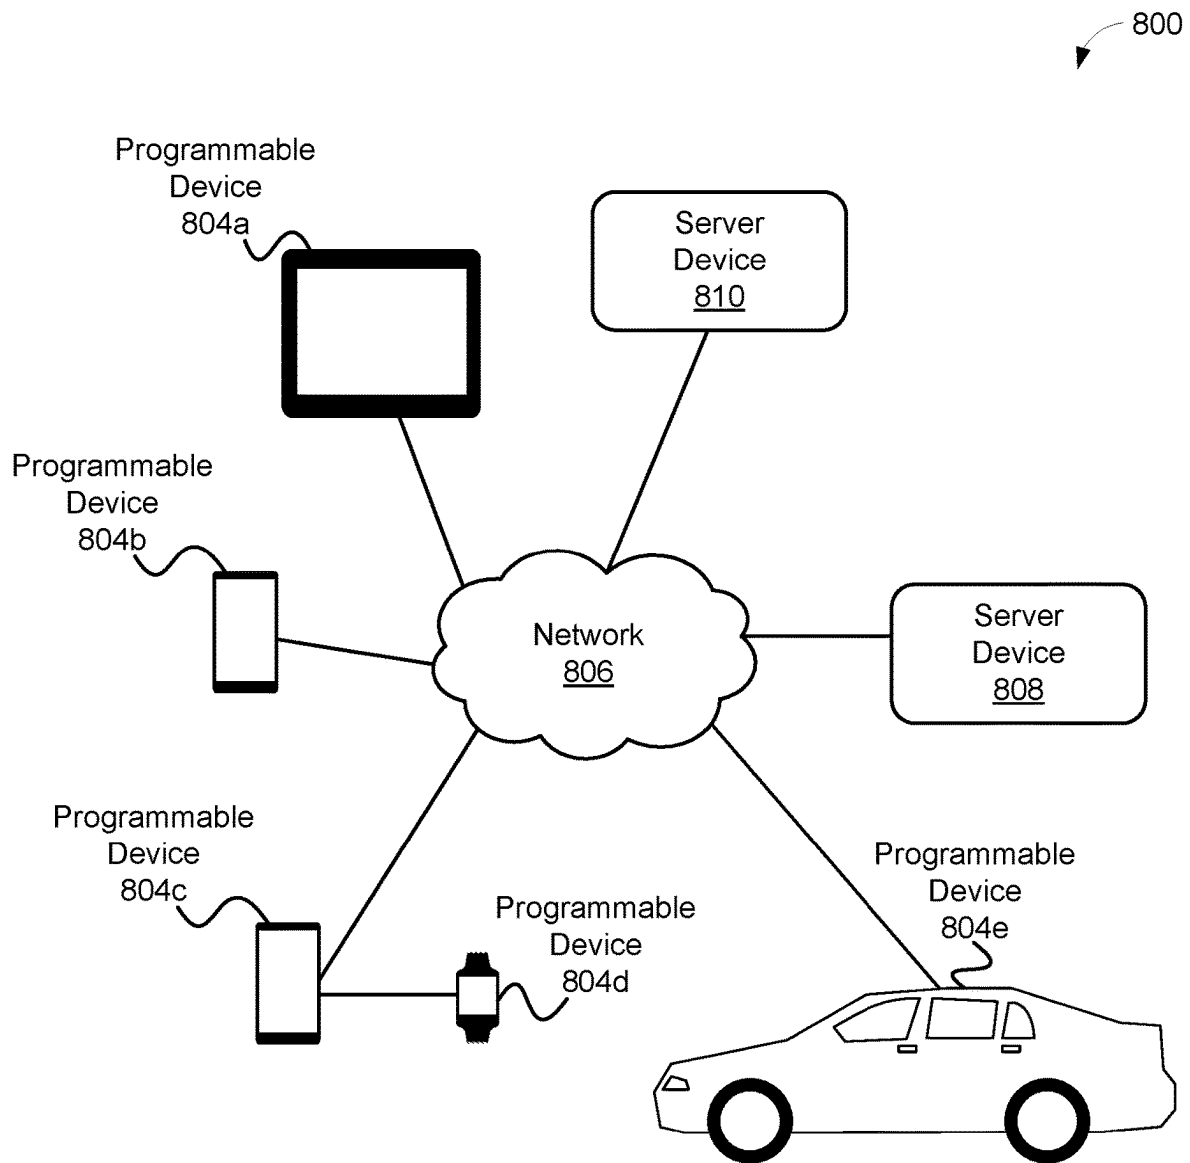 800
Programmable
Device
804a
Server
Device
810
Programmable
Device
804b
Network
806
Server
Device
808
Programmable
Device
804c
Programmable
Device
804d
Programmable
Device
804e